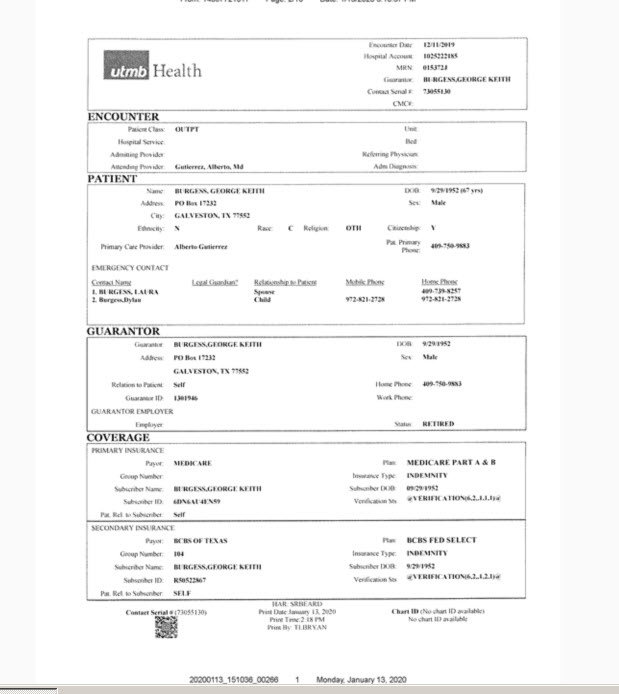 Encounter Date: 12/11/2019
Hospital Account: 1025222185
MRN: 015372J
Guarantor: BURGESS,GEORGE KEITH
Contact Serial #: 73055130
CMC#:
utmb Health
ENCOUNTER
Patient Class: OUTPT Unit:
Hospital Service: Bed:
Admitting Provider: Referring Physician:
Attending Provider: Gutierrez, Alberto, Md Adm Diagnosis:
PATIENT
Name: BURGESS, GEORGE KEITH DOB: 9/29/1952 (67 yrs)
Address: PO Box 17232 Sex: Male
City: GALVESTON, TX 77552
Ethnicity: N Race: C Religion: OTH Citizenship: Y
Primary Care Provider: Alberto Gutierrez Pat. Primary Phone: 409-750-9883
EMERGENCY CONTACT
Contact Name Legal Guardian? Relationship to Patient Mobile Phone Home Phone
1. BURGESS, LAURA Spouse 409-739-8257
2. Burgess,Dylan Child 972-821-2728 972-821-2728
GUARANTOR
Guarantor: BURGESS,GEORGE KEITH DOB: 9/29/1952
Address: PO Box 17232 Sex: Male
GALVESTON, TX 77552
Relation to Patient: Self Home Phone: 409-750-9883
Guarantor ID: 1301946 Work Phone:
GUARANTOR EMPLOYER
Employer: Status: RETIRED
COVERAGE
PRIMARY INSURANCE
Payor: MEDICARE Plan: MEDICARE PART A & B
Group Number: Insurance Type: INDEMNITY
Subscriber Name: BURGESS,GEORGE KEITH Subscriber DOB: 09/29/1952
Subscriber ID: 6DN6AU4EN59 Verification Sts @VERIFICATION(6,2,,1,1,1)@
Pat. Rel. to Subscriber: Self
SECONDARY INSURANCE
Payor: BCBS OF TEXAS Plan: BCBS FED SELECT
Group Number: 104 Insurance Type: INDEMNITY
Subscriber Name: BURGESS,GEORGE KEITH Subscriber DOB: 9/29/1952
Subscriber ID: R50522867 Verification Sts @VERIFICATION(6,2,,1,2,1)@
Pat. Rel. to Subscriber: SELF
HAR: SRBEARD
Contact Serial # (73055130) Print Date January 13, 2020 Chart ID (No chart ID available)
Print Time 2:18 PM No chart ID available
Print By TLBRYAN
20200113_151036_00266 1 Monday, January 13, 2020